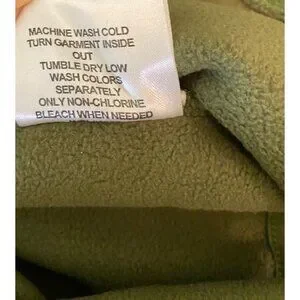 MACHINE WASH COLD
TURN GARMENT INSIDE
OUT
TUMBLE DRY LOW
WASH COLORS
SEPARATELY
ONLY NON-CHLORINE
BLEACH WHEN NEEDED